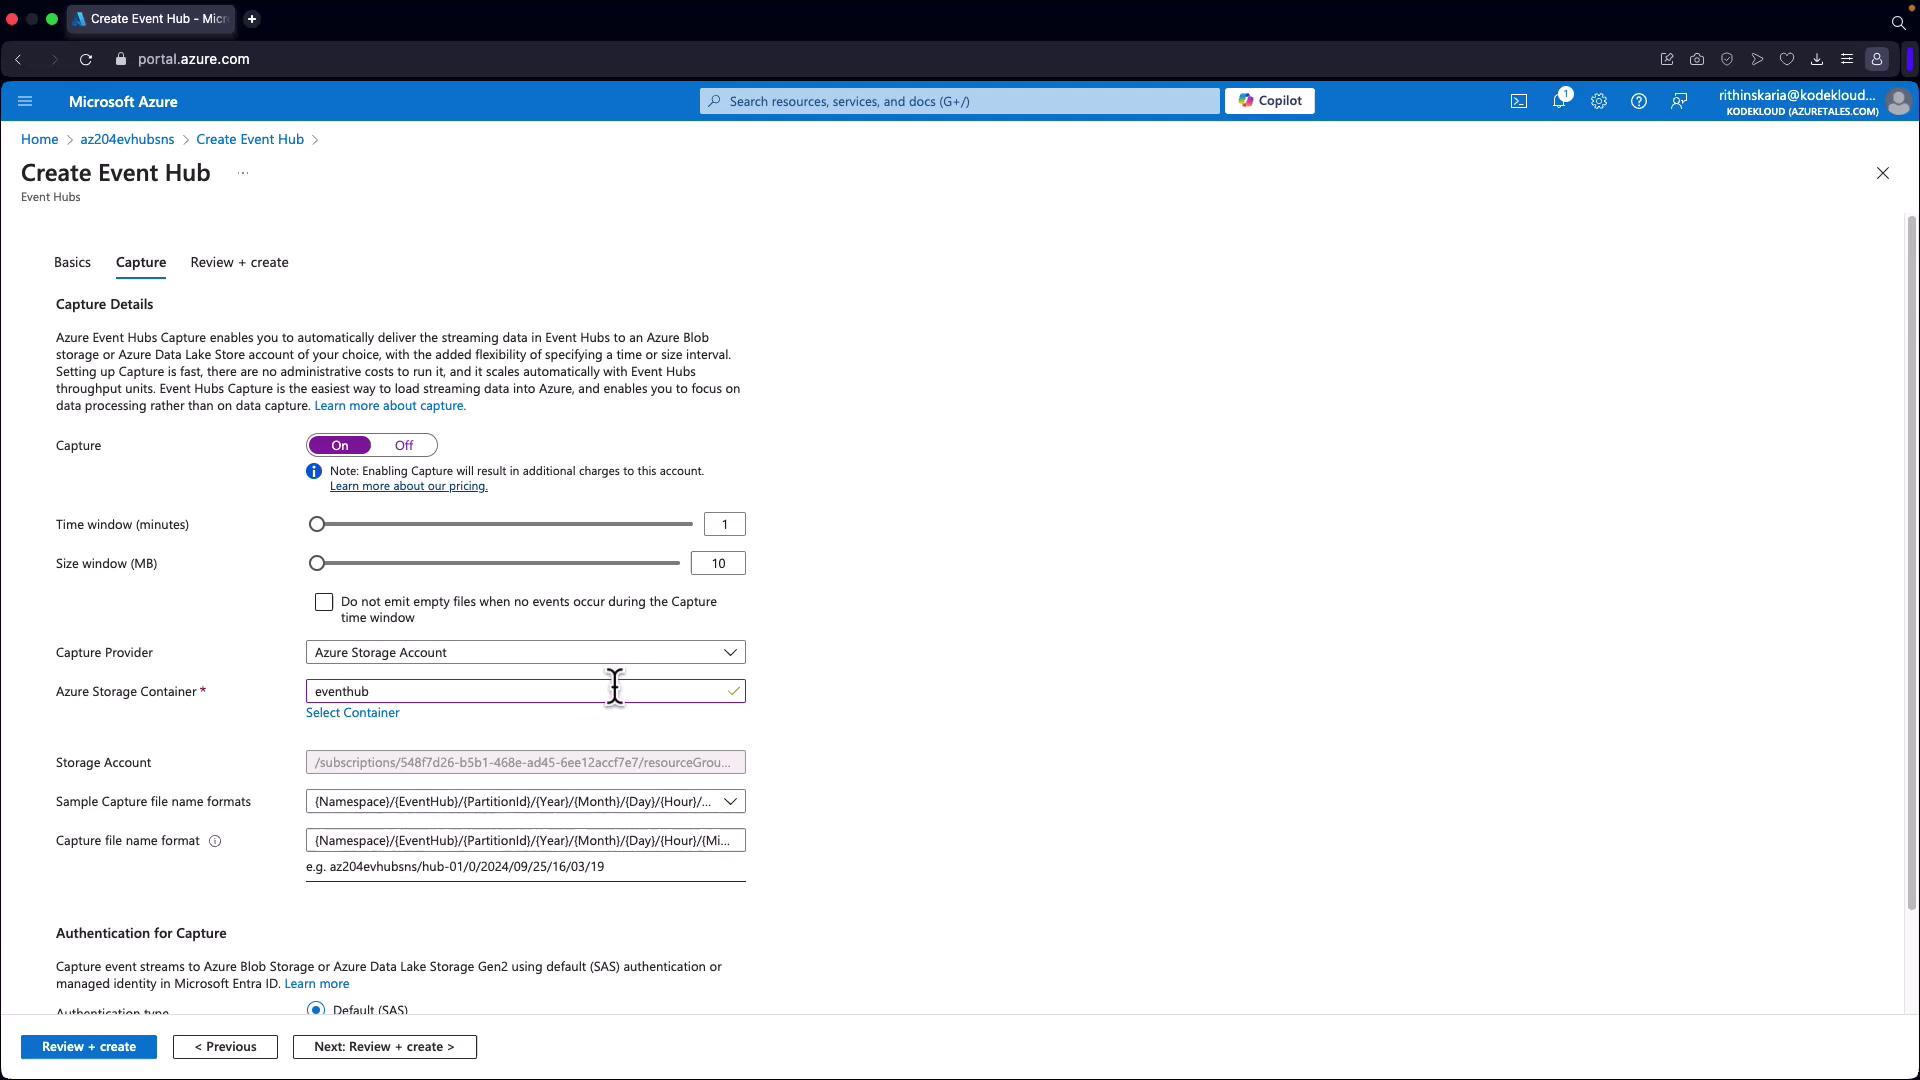 Create Event Hub - Micr
portal.azure.com
Microsoft Azure
Search resources, services, and docs (G+/)
Copilot
1
rithinskaria@kodekloud...
KODEKLOUD (AZURETALES.COM)
Home > az204evhubsns > Create Event Hub >
Create Event Hub ...
Event Hubs
Basics
Capture
Review + create
Capture Details
Azure Event Hubs Capture enables you to automatically deliver the streaming data in Event Hubs to an Azure Blob
storage or Azure Data Lake Store account of your choice, with the added flexibility of specifying a time or size interval.
Setting up Capture is fast, there are no administrative costs to run it, and it scales automatically with Event Hubs
throughput units. Event Hubs Capture is the easiest way to load streaming data into Azure, and enables you to focus on
data processing rather than on data capture. Learn more about capture.
Capture
On
Off
Note: Enabling Capture will result in additional charges to this account.
Learn more about our pricing.
Time window (minutes)
1
Size window (MB)
10
Do not emit empty files when no events occur during the Capture
time window
Capture Provider
Azure Storage Account
Azure Storage Container *
eventhub
Select Container
Storage Account
/subscriptions/548f7d26-b5b1-468e-ad45-6ee12accf7e7/resourceGrou...
Sample Capture file name formats
{Namespace}/{EventHub}/{PartitionId}/{Year}/{Month}/{Day}/{Hour}/...
Capture file name format
{Namespace}/{EventHub}/{PartitionId}/{Year}/{Month}/{Day}/{Hour}/{Mi...
e.g. az204evhubsns/hub-01/0/2024/09/25/16/03/19
Authentication for Capture
Capture event streams to Azure Blob Storage or Azure Data Lake Storage Gen2 using default (SAS) authentication or
managed identity in Microsoft Entra ID. Learn more
Authentication type
Default (SAS)
Review + create
< Previous
Next: Review + create >